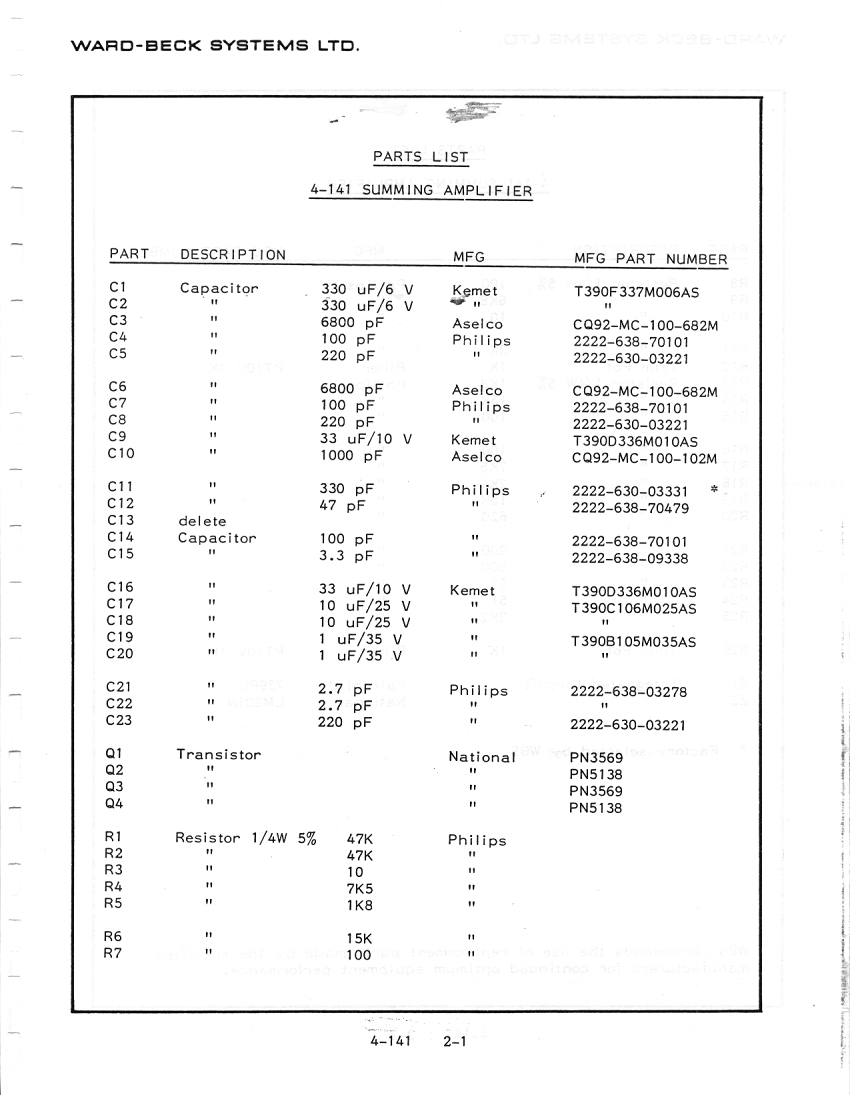 WARD-BECK SYSTEMS LTD.
PARTS LIST
4-141 SUMMING AMPLIFIER
PART DESCRIPTION MFG MFG PART NUMBER
C1 Capacitor 330 uF/6 V Kemet T390F337M006AS
C2 " 330 uF/6 V " "
C3 " 6800 pF Aselco CQ92-MC-100-682M
C4 " 100 pF Philips 2222-638-70101
C5 " 220 pF " 2222-630-03221
C6 " 6800 pF Aselco CQ92-MC-100-682M
C7 " 100 pF Philips 2222-638-70101
C8 " 220 pF " 2222-630-03221
C9 " 33 uF/10 V Kemet T390D336M010AS
C10 " 1000 pF Aselco CQ92-MC-100-102M
C11 " 330 pF Philips 2222-630-03331 *
C12 " 47 pF " 2222-638-70479
C13 delete
C14 Capacitor 100 pF " 2222-638-70101
C15 " 3.3 pF " 2222-638-09338
C16 " 33 uF/10 V Kemet T390D336M010AS
C17 " 10 uF/25 V " T390C106M025AS
C18 " 10 uF/25 V " "
C19 " 1 uF/35 V " T390B105M035AS
C20 " 1 uF/35 V " "
C21 " 2.7 pF Philips 2222-638-03278
C22 " 2.7 pF " "
C23 " 220 pF " 2222-630-03221
Q1 Transistor National PN3569
Q2 " " PN5138
Q3 " " PN3569
Q4 " " PN5138
R1 Resistor 1/4W 5% 47K Philips
R2 " 47K "
R3 " 10 "
R4 " 7K5 "
R5 " 1K8 "
R6 " 15K "
R7 " 100 "
4-141 2-1